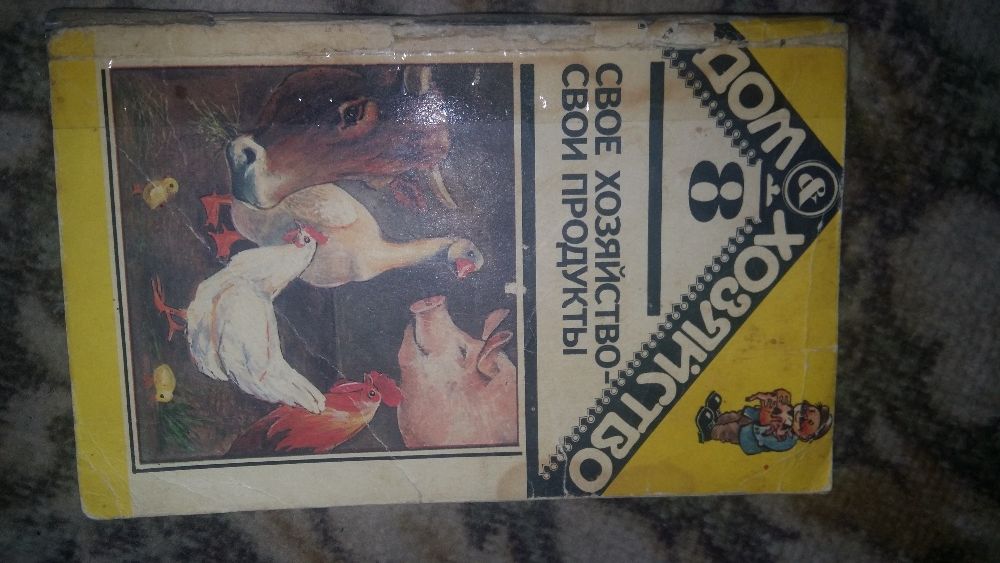 ДОМ
ХОЗЯЙСТВО
8
СВОЕ ХОЗЯЙСТВО-
СВОИ ПРОДУКТЫ